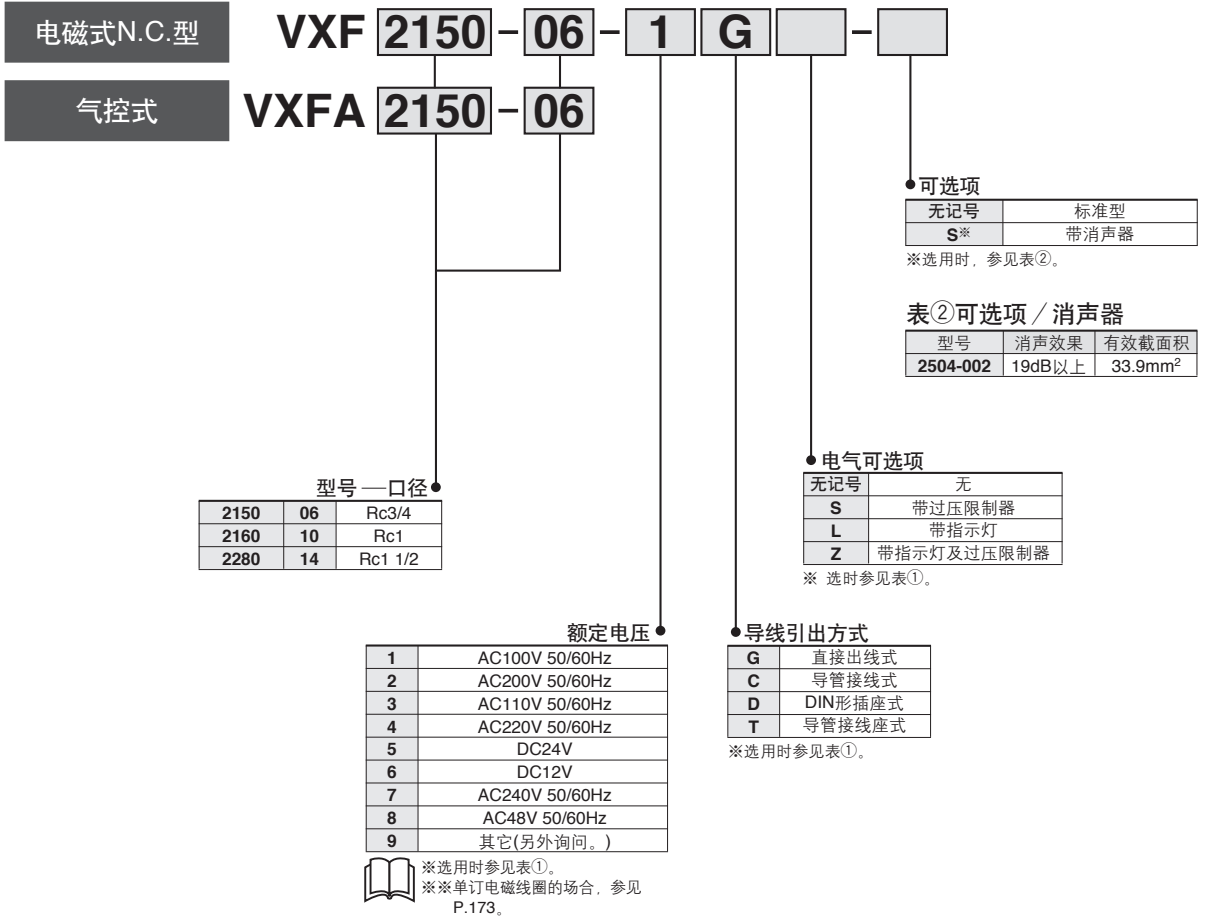 电磁式N.C.型 VXF 2150-06-1 G -
气控式 VXFA 2150-06
可选项
无记号 标准型
S※ 带消声器
※选用时，参见表②。
表②可选项／消声器
型号 消声效果 有效截面积
2504-002 19dB以上 33.9mm²
型号—口径
2150 06 Rc3/4
2160 10 Rc1
2280 14 Rc1 1/2
电气可选项
无记号 无
S 带过压限制器
L 带指示灯
Z 带指示灯及过压限制器
※ 选时参见表①。
额定电压
1 AC100V 50/60Hz
2 AC200V 50/60Hz
3 AC110V 50/60Hz
4 AC220V 50/60Hz
5 DC24V
6 DC12V
7 AC240V 50/60Hz
8 AC48V 50/60Hz
9 其它(另外询问。)
※选用时参见表①。
※※单订电磁线圈的场合，参见
P.173。
导线引出方式
G 直接出线式
C 导管接线式
D DIN形插座式
T 导管接线座式
※选用时参见表①。